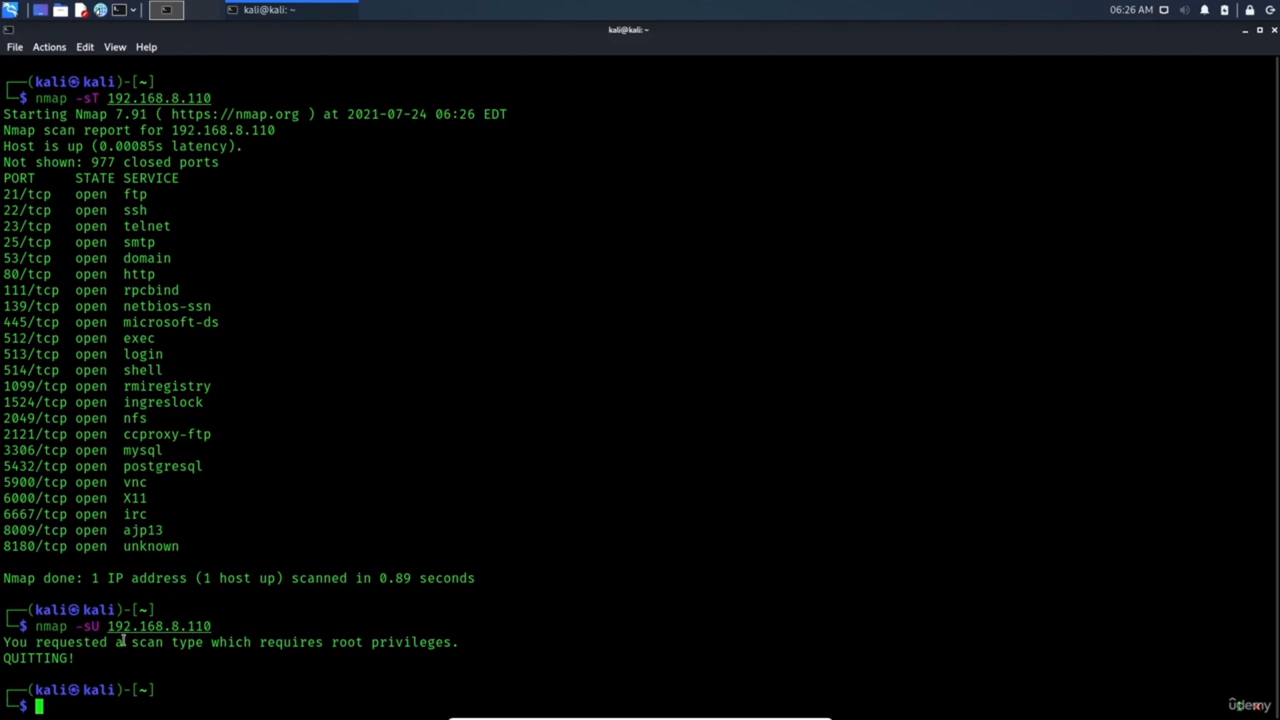 kali@kali: ~
06:26 AM
kali@kali: ~
File Actions Edit View Help
┌──(kali㉿kali)-[~]
└─$ nmap -sT 192.168.8.110
Starting Nmap 7.91 ( https://nmap.org ) at 2021-07-24 06:26 EDT
Nmap scan report for 192.168.8.110
Host is up (0.00085s latency).
Not shown: 977 closed ports
PORT     STATE SERVICE
21/tcp   open  ftp
22/tcp   open  ssh
23/tcp   open  telnet
25/tcp   open  smtp
53/tcp   open  domain
80/tcp   open  http
111/tcp  open  rpcbind
139/tcp  open  netbios-ssn
445/tcp  open  microsoft-ds
512/tcp  open  exec
513/tcp  open  login
514/tcp  open  shell
1099/tcp open  rmiregistry
1524/tcp open  ingreslock
2049/tcp open  nfs
2121/tcp open  ccproxy-ftp
3306/tcp open  mysql
5432/tcp open  postgresql
5900/tcp open  vnc
6000/tcp open  X11
6667/tcp open  irc
8009/tcp open  ajp13
8180/tcp open  unknown
Nmap done: 1 IP address (1 host up) scanned in 0.89 seconds
┌──(kali㉿kali)-[~]
└─$ nmap -sU 192.168.8.110
You requested a scan type which requires root privileges.
QUITTING!
┌──(kali㉿kali)-[~]
└─$
udemy